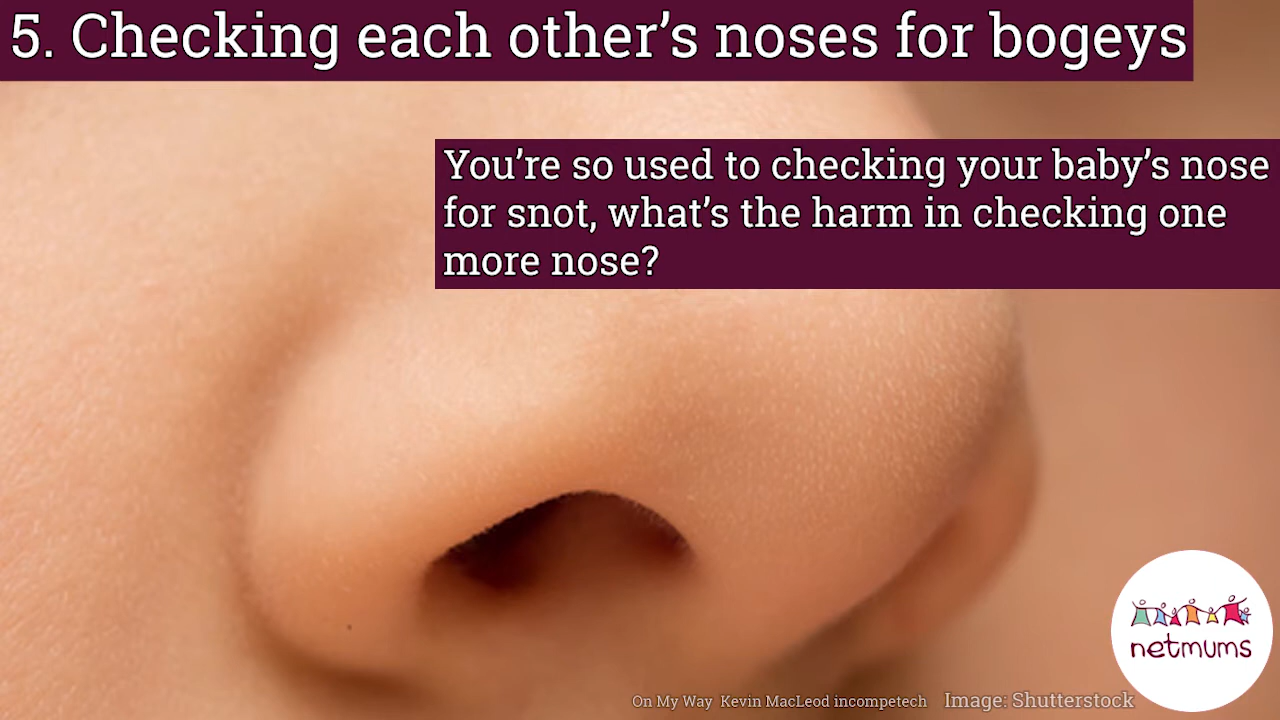 5. Checking each other’s noses for bogeys
You’re so used to checking your baby’s nose
for snot, what’s the harm in checking one
more nose?
netmums
On My Way Kevin MacLeod incompetech Image: Shutterstock